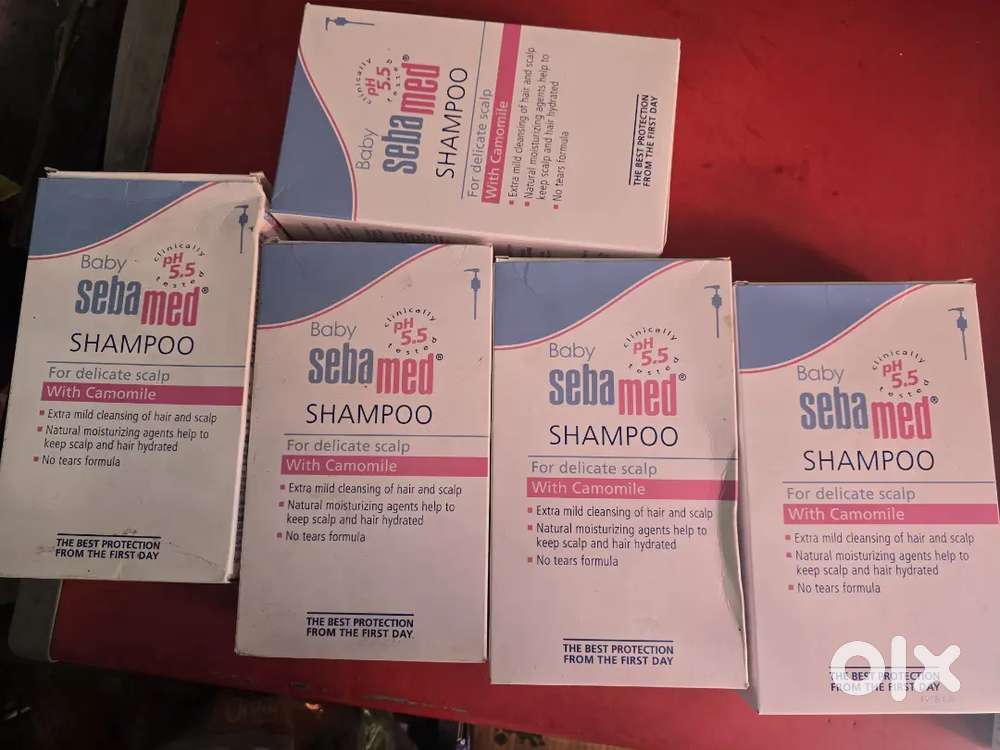 Baby
clinically
pH
5.5
tested
sebamed®
SHAMPOO
For delicate scalp
With Camomile
Extra mild cleansing of hair and scalp
Natural moisturizing agents help to
keep scalp and hair hydrated
No tears formula
THE BEST PROTECTION
FROM THE FIRST DAY
Baby
clinically
pH
5.5
tested
sebamed®
SHAMPOO
For delicate scalp
With Camomile
Extra mild cleansing of hair and scalp
Natural moisturizing agents help to
keep scalp and hair hydrated
No tears formula
THE BEST PROTECTION
FROM THE FIRST DAY
Baby
clinically
pH
5.5
tested
sebamed®
SHAMPOO
For delicate scalp
With Camomile
Extra mild cleansing of hair and scalp
Natural moisturizing agents help to
keep scalp and hair hydrated
No tears formula
THE BEST PROTECTION
FROM THE FIRST DAY
Baby
clinically
pH
5.5
tested
sebamed®
SHAMPOO
For delicate scalp
With Camomile
Extra mild cleansing of hair and scalp
Natural moisturizing agents help to
keep scalp and hair hydrated
No tears formula
THE BEST PROTECTION
FROM THE FIRST DAY
Baby
clinically
pH
5.5
tested
sebamed®
SHAMPOO
For delicate scalp
With Camomile
Extra mild cleansing of hair and scalp
Natural moisturizing agents help to
keep scalp and hair hydrated
No tears formula
THE BEST PROTECTION
FROM THE FIRST DAY
olx